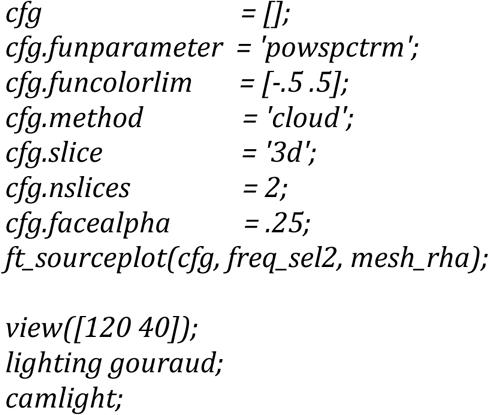 cfg = [];
cfg.funparameter = 'powspctrm';
cfg.funcolorlim = [-.5 .5];
cfg.method = 'cloud';
cfg.slice = '3d';
cfg.nslices = 2;
cfg.facealpha = .25;
ft_sourceplot(cfg, freq_sel2, mesh_rha);
view([120 40]);
lighting gouraud;
camlight;